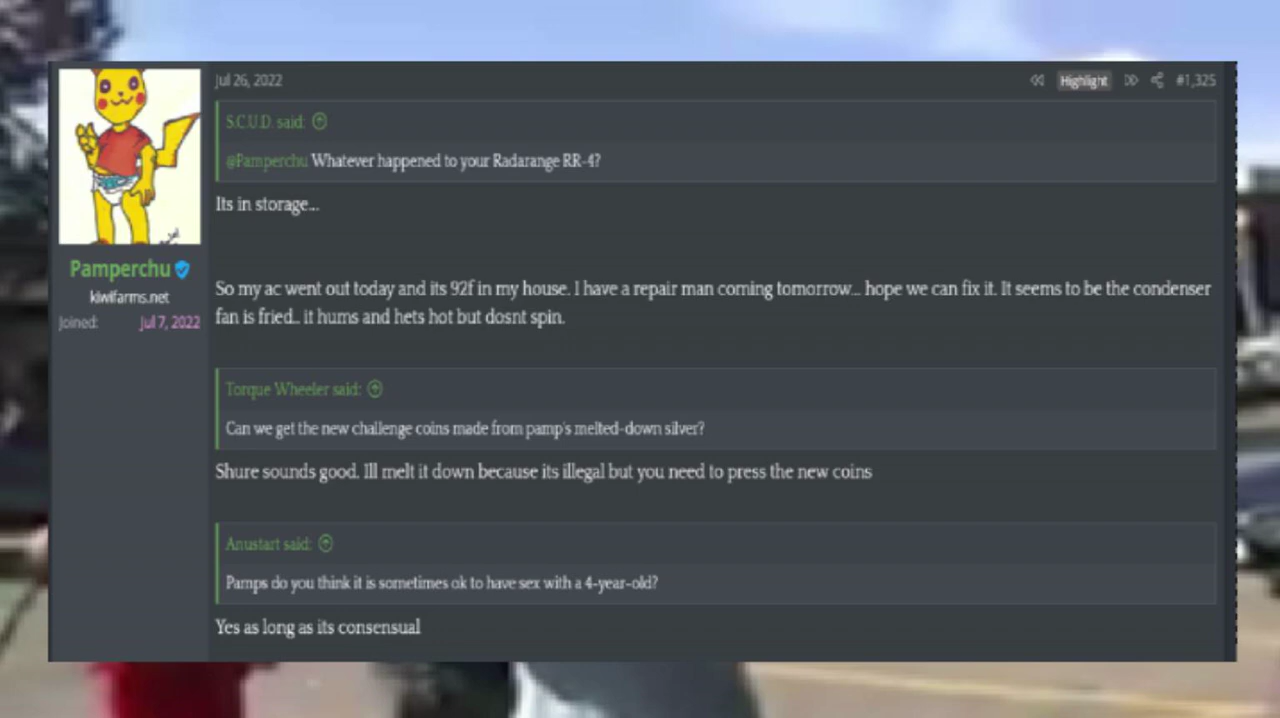 Jul 26, 2022
Highlight
#1,325
S.C.U.D. said:
@Pamperchu Whatever happened to your Radarange RR-4?
Its in storage...
Pamperchu
kiwifarms.net
Joined: Jul 7, 2022
So my ac went out today and its 92f in my house. I have a repair man coming tomorrow... hope we can fix it. It seems to be the condenser
fan is fried.. it hums and hets hot but dosnt spin.
Torque Wheeler said:
Can we get the new challenge coins made from pamp's melted-down silver?
Shure sounds good. Ill melt it down because its illegal but you need to press the new coins
Anustart said:
Pamps do you think it is sometimes ok to have sex with a 4-year-old?
Yes as long as its consensual